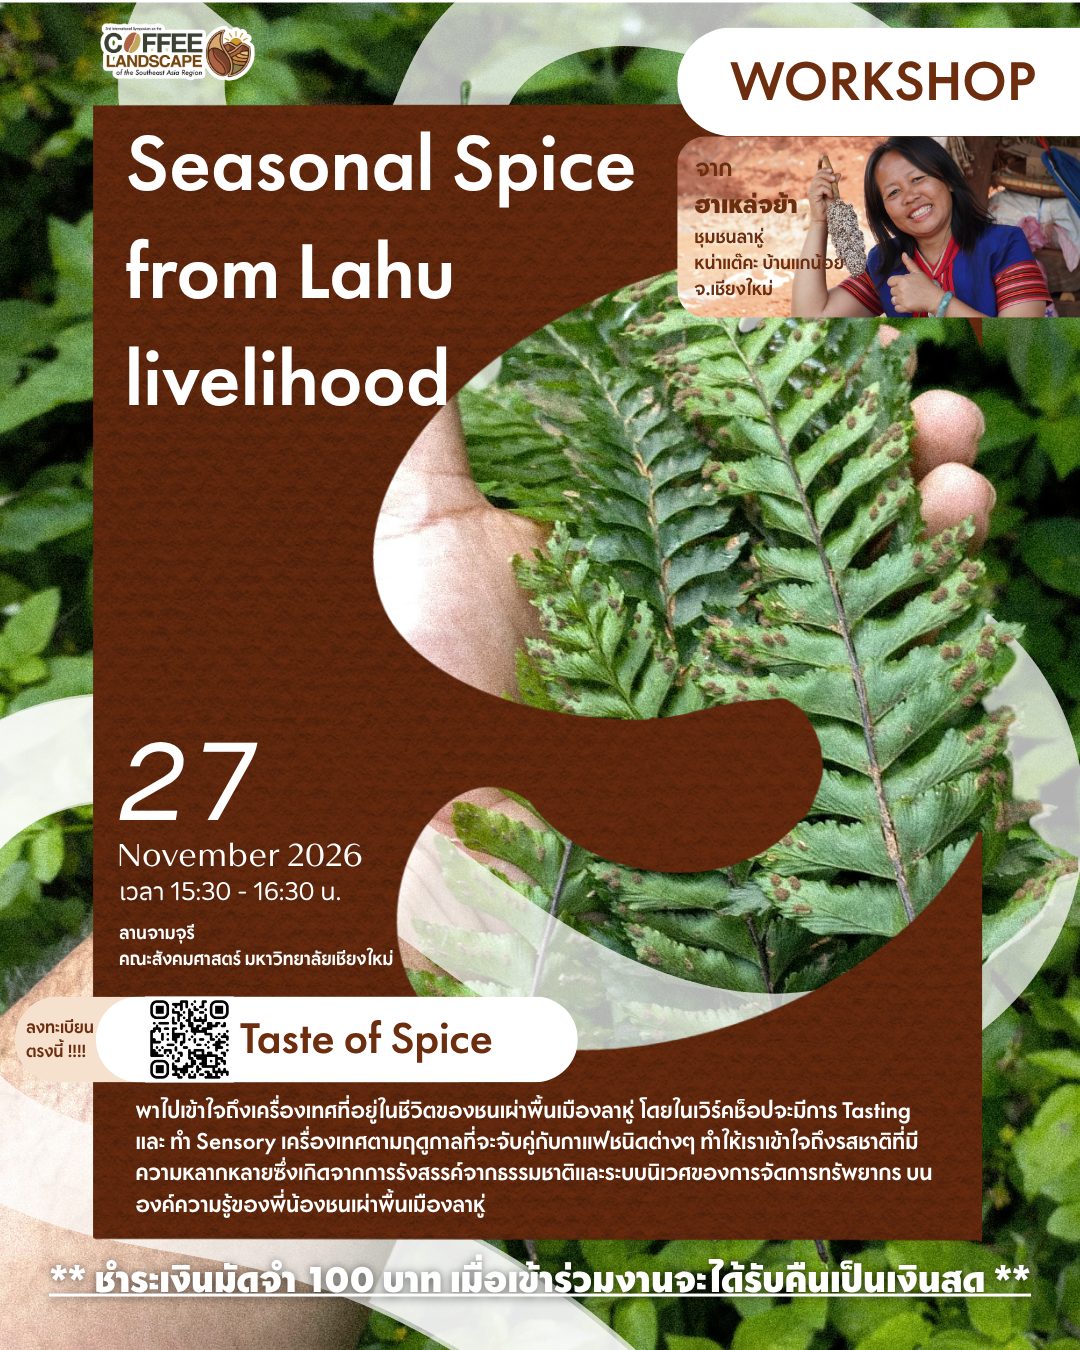 2nd International Symposium on the
COFFEE
LANDSCAPE
of the Southeast Asia Region
WORKSHOP
จาก
ฮาเหล่จย้า
ชุมชนลาหู่
หน่าแต๊คะ บ้านแกน้อย
จ.เชียงใหม่
Seasonal Spice
from Lahu
livelihood
27
November 2026
เวลา 15:30 - 16:30 น.
ลานจามจุรี
คณะสังคมศาสตร์ มหาวิทยาลัยเชียงใหม่
ลงทะเบียน
ตรงนี้ !!!!
Taste of Spice
พาไปเข้าใจถึงเครื่องเทศที่อยู่ในชีวิตของชนเผ่าพื้นเมืองลาหู่ โดยในเวิร์คช็อปจะมีการ Tasting
และ ทำ Sensory เครื่องเทศตามฤดูกาลที่จะจับคู่กับกาแฟชนิดต่างๆ ทำให้เราเข้าใจถึงรสชาติที่มี
ความหลากหลายซึ่งเกิดจากการรังสรรค์จากธรรมชาติและระบบนิเวศของการจัดการทรัพยากร บน
องค์ความรู้ของพี่น้องชนเผ่าพื้นเมืองลาหู่
** ชำระเงินมัดจำ 100 บาท เมื่อเข้าร่วมงานจะได้รับคืนเป็นเงินสด **